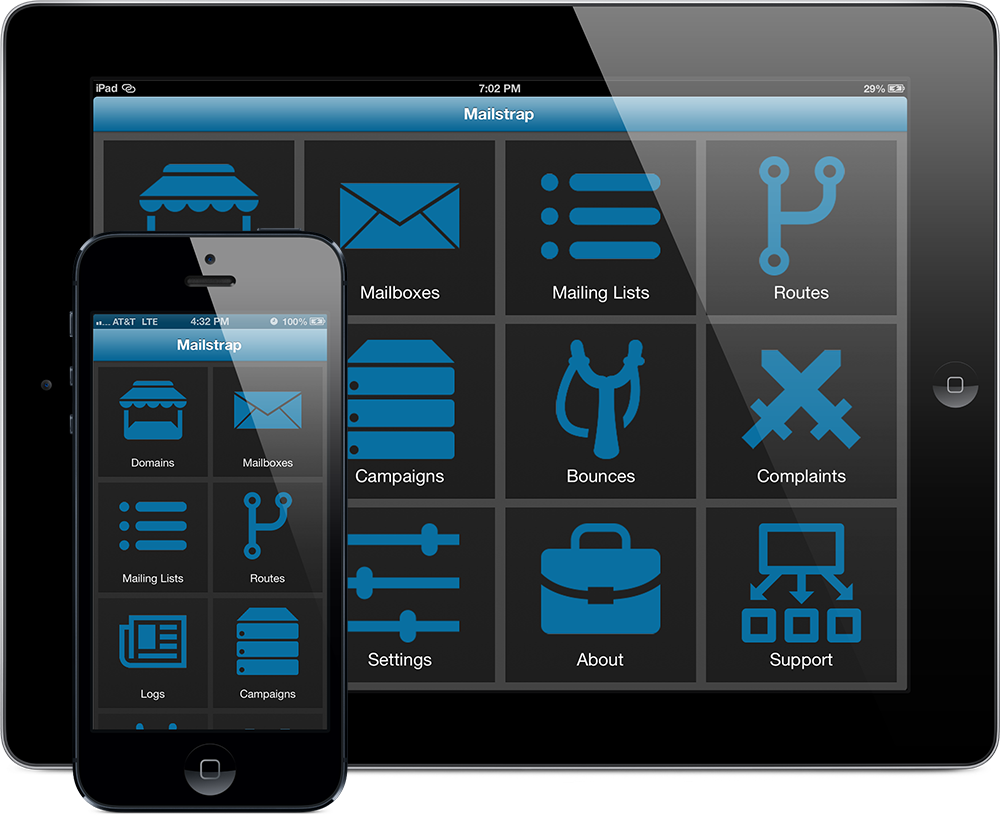 iPad 7:02 PM 29%
Mailstrap
Mailboxes Mailing Lists Routes
Campaigns Bounces Complaints
Settings About Support
AT&T LTE 4:32 PM 100%
Mailstrap
Domains Mailboxes
Mailing Lists Routes
Logs Campaigns